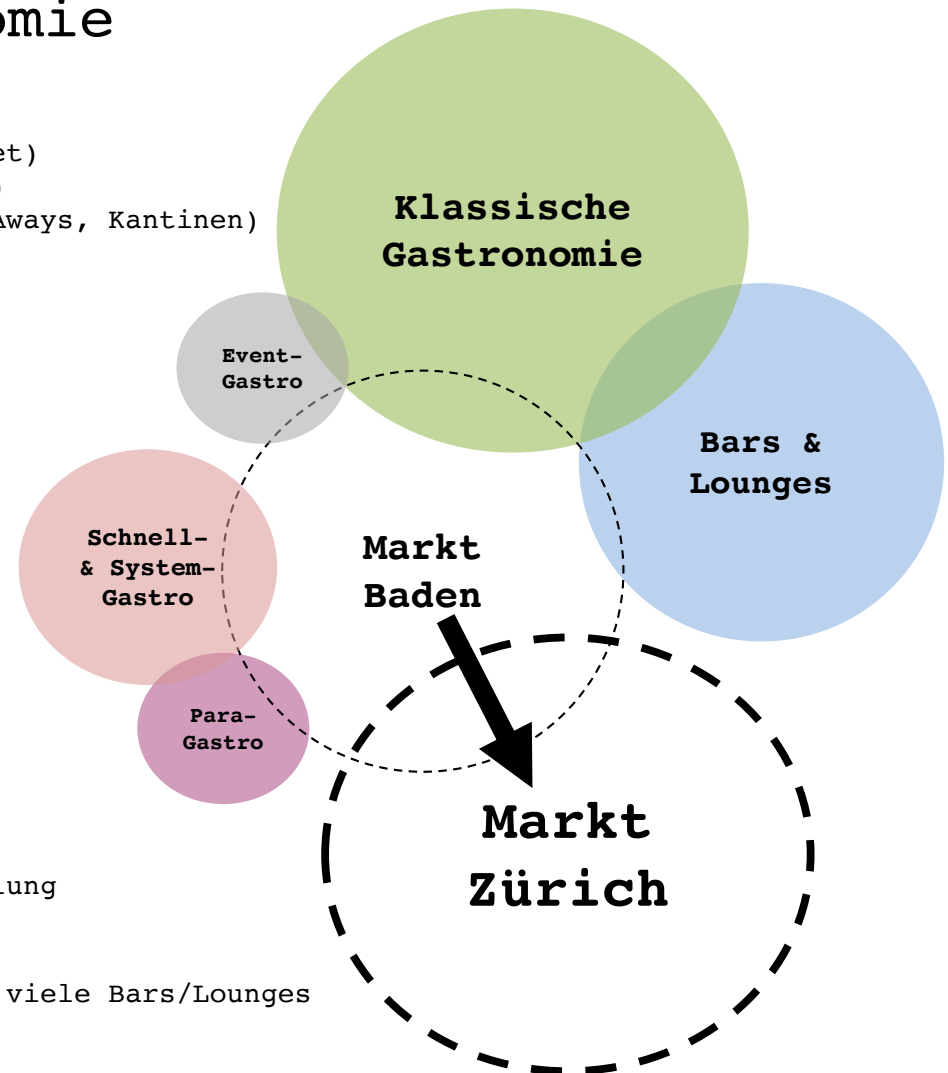 omie
et)
)
Aways, Kantinen)
Klassische
Gastronomie
Event-
Gastro
Bars &
Lounges
Schnell-
& System-
Gastro
Markt
Baden
Para-
Gastro
Markt
Zürich
lung
viele Bars/Lounges